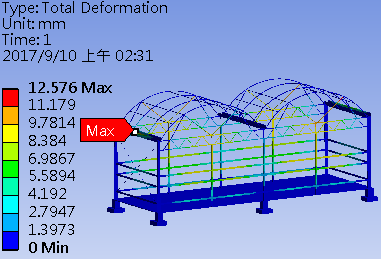 Type: Total Deformation
Unit: mm
Time: 1
2017/9/10 上午 02:31
12.576 Max
11.179
9.7814
8.384
6.9867
5.5894
4.192
2.7947
1.3973
0 Min
Max